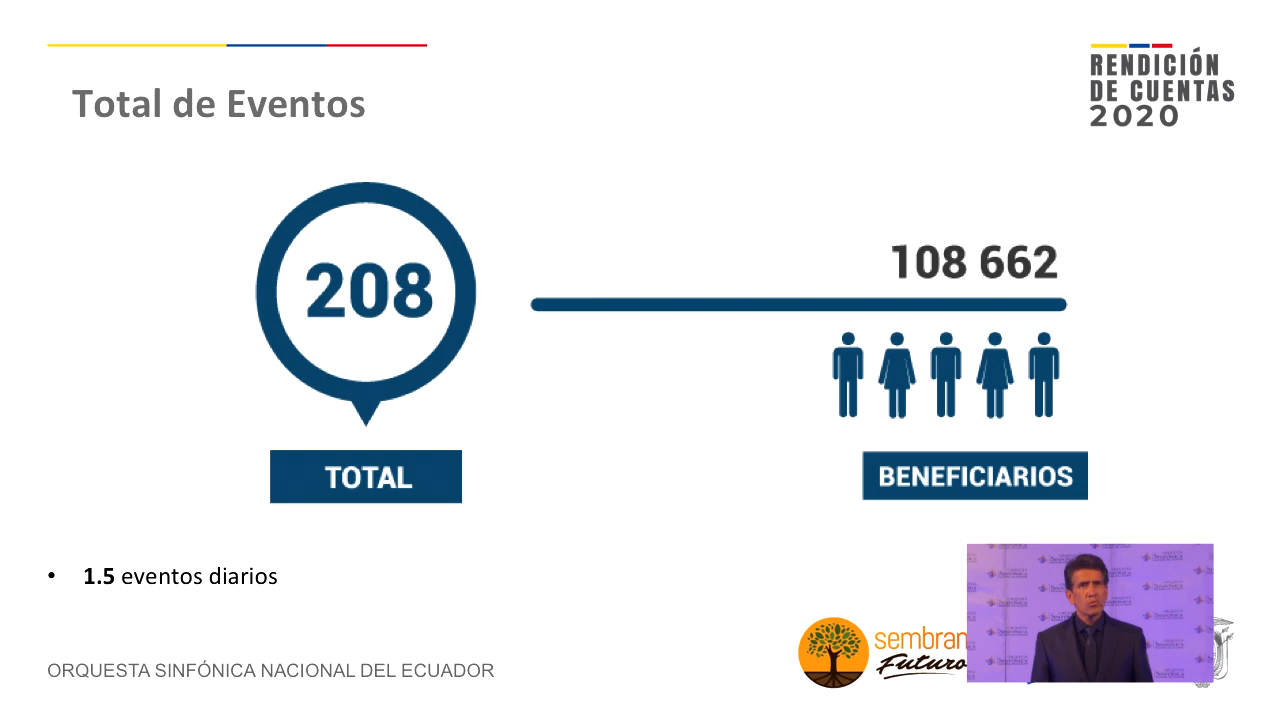 Total de Eventos
RENDICIÓN
DE CUENTAS
2020
208
108 662
TOTAL
BENEFICIARIOS
• 1.5 eventos diarios
ORQUESTA SINFÓNICA NACIONAL DEL ECUADOR
sembran
Futuro